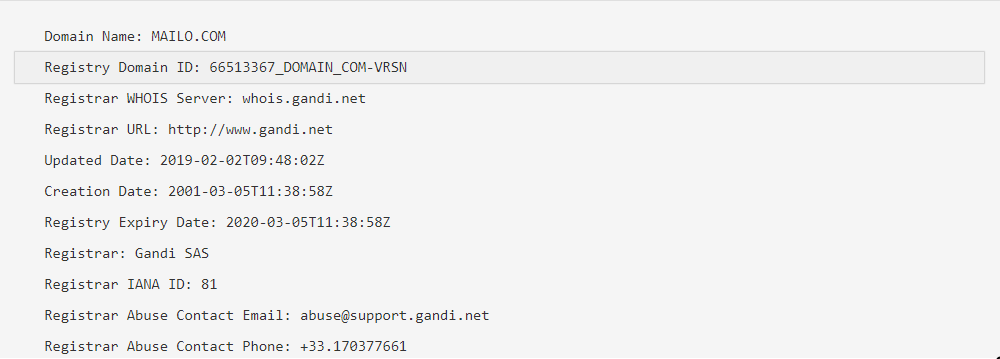 Domain Name: MAILO.COM
Registry Domain ID: 66513367_DOMAIN_COM-VRSN
Registrar WHOIS Server: whois.gandi.net
Registrar URL: http://www.gandi.net
Updated Date: 2019-02-02T09:48:02Z
Creation Date: 2001-03-05T11:38:58Z
Registry Expiry Date: 2020-03-05T11:38:58Z
Registrar: Gandi SAS
Registrar IANA ID: 81
Registrar Abuse Contact Email: abuse@support.gandi.net
Registrar Abuse Contact Phone: +33.170377661